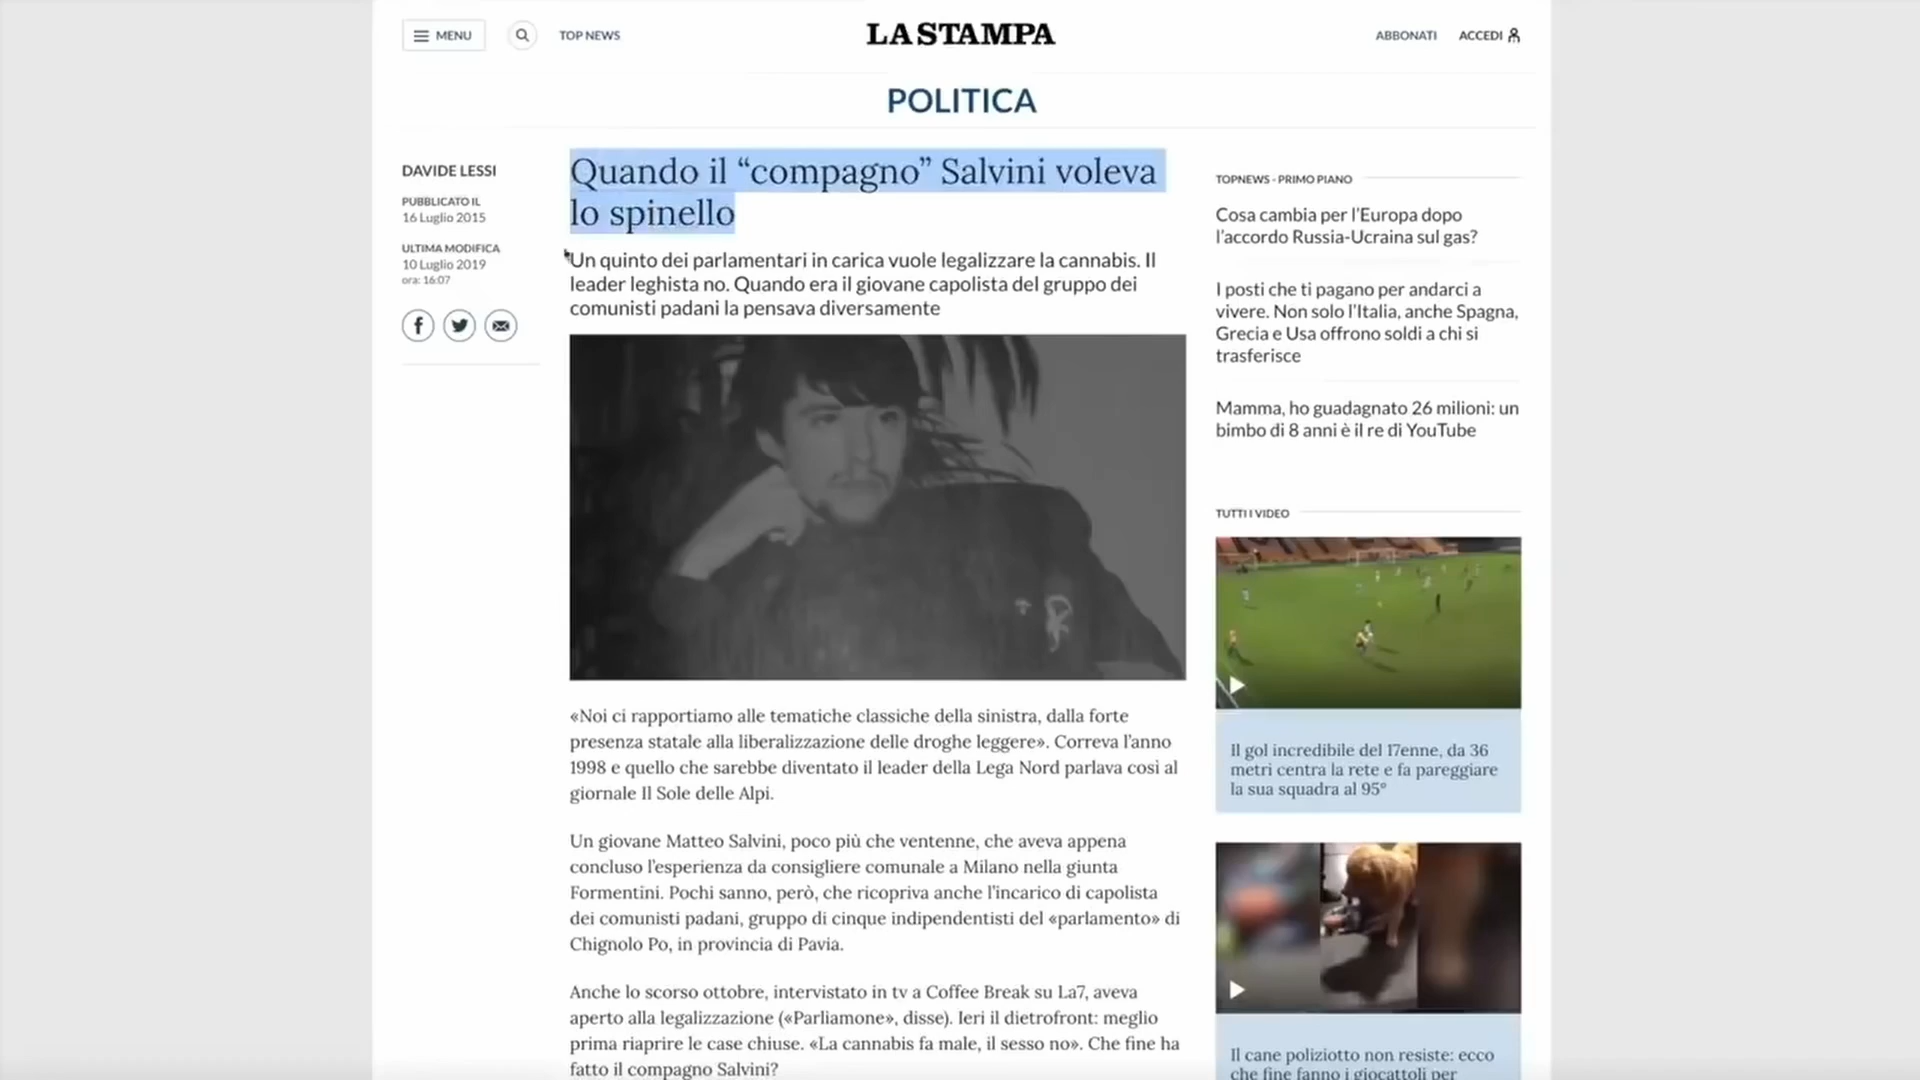 MENU
TOP NEWS
LA STAMPA
ABBONATI
ACCEDI
POLITICA
DAVIDE LESSI
PUBBLICATO IL
16 Luglio 2015
ULTIMA MODIFICA
10 Luglio 2019
ora: 16:07
Quando il “compagno” Salvini voleva
lo spinello
Un quinto dei parlamentari in carica vuole legalizzare la cannabis. Il
leader leghista no. Quando era il giovane capolista del gruppo dei
comunisti padani la pensava diversamente
«Noi ci rapportiamo alle tematiche classiche della sinistra, dalla forte
presenza statale alla liberalizzazione delle droghe leggere». Correva l’anno
1998 e quello che sarebbe diventato il leader della Lega Nord parlava così al
giornale Il Sole delle Alpi.
Un giovane Matteo Salvini, poco più che ventenne, che aveva appena
concluso l’esperienza da consigliere comunale a Milano nella giunta
Formentini. Pochi sanno, però, che ricopriva anche l’incarico di capolista
dei comunisti padani, gruppo di cinque indipendentisti del «parlamento» di
Chignolo Po, in provincia di Pavia.
Anche lo scorso ottobre, intervistato in tv a Coffee Break su La7, aveva
aperto alla legalizzazione («Parliamone», disse). Ieri il dietrofront: meglio
prima riaprire le case chiuse. «La cannabis fa male, il sesso no». Che fine ha
fatto il compagno Salvini?
TOPNEWS - PRIMO PIANO
Cosa cambia per l’Europa dopo
l’accordo Russia-Ucraina sul gas?
I posti che ti pagano per andarci a
vivere. Non solo l’Italia, anche Spagna,
Grecia e Usa offrono soldi a chi si
trasferisce
Mamma, ho guadagnato 26 milioni: un
bimbo di 8 anni è il re di YouTube
TUTTI I VIDEO
Il gol incredibile del 17enne, da 36
metri centra la rete e fa pareggiare
la sua squadra al 95°
Il cane poliziotto non resiste: ecco
che fine fanno i giocattoli per